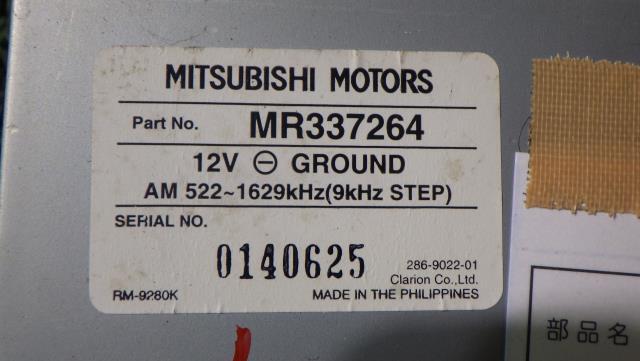 MITSUBISHI MOTORS
Part No. MR337264
12V ⊖ GROUND
AM 522~1629kHz(9kHz STEP)
SERIAL NO.
0140625
286-9022-01
Clarion Co.,Ltd.
RM-9280K MADE IN THE PHILIPPINES
部品名